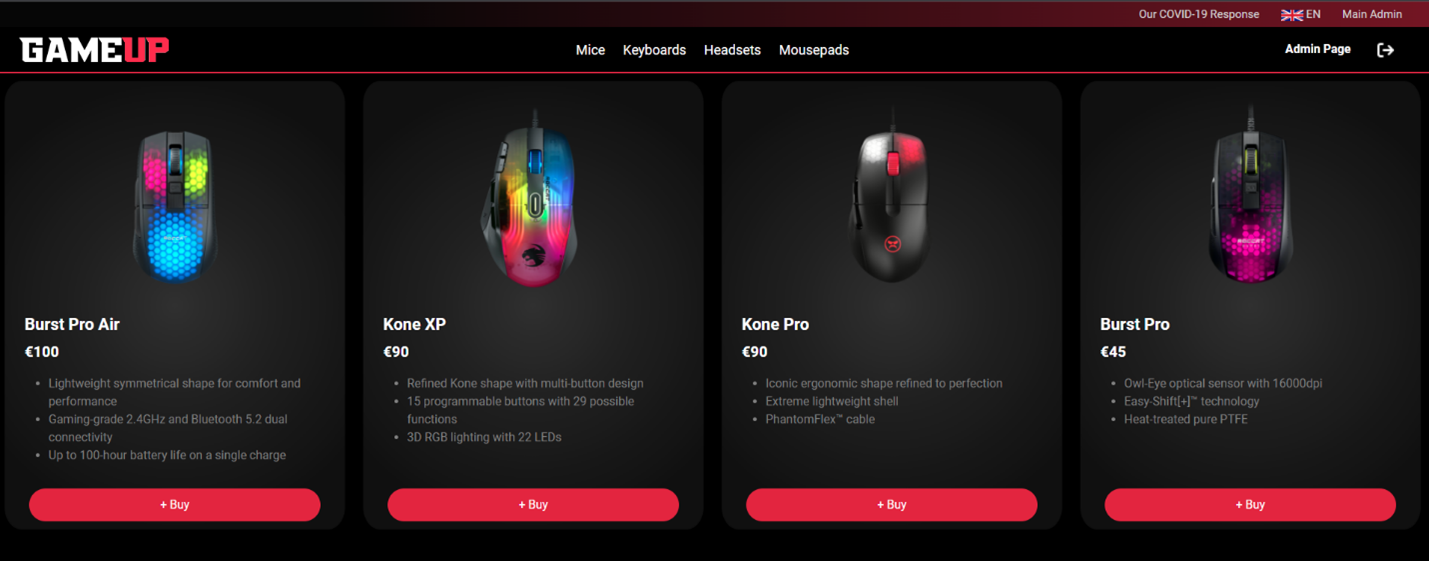 Our COVID-19 Response EN Main Admin
GAMEUP Mice Keyboards Headsets Mousepads Admin Page
Burst Pro Air
€100
• Lightweight symmetrical shape for comfort and
performance
• Gaming-grade 2.4GHz and Bluetooth 5.2 dual
connectivity
• Up to 100-hour battery life on a single charge
+ Buy
Kone XP
€90
• Refined Kone shape with multi-button design
• 15 programmable buttons with 29 possible
functions
• 3D RGB lighting with 22 LEDs
+ Buy
Kone Pro
€90
• Iconic ergonomic shape refined to perfection
• Extreme lightweight shell
• PhantomFlex™ cable
+ Buy
Burst Pro
€45
• Owl-Eye optical sensor with 16000dpi
• Easy-Shift[+]™ technology
• Heat-treated pure PTFE
+ Buy